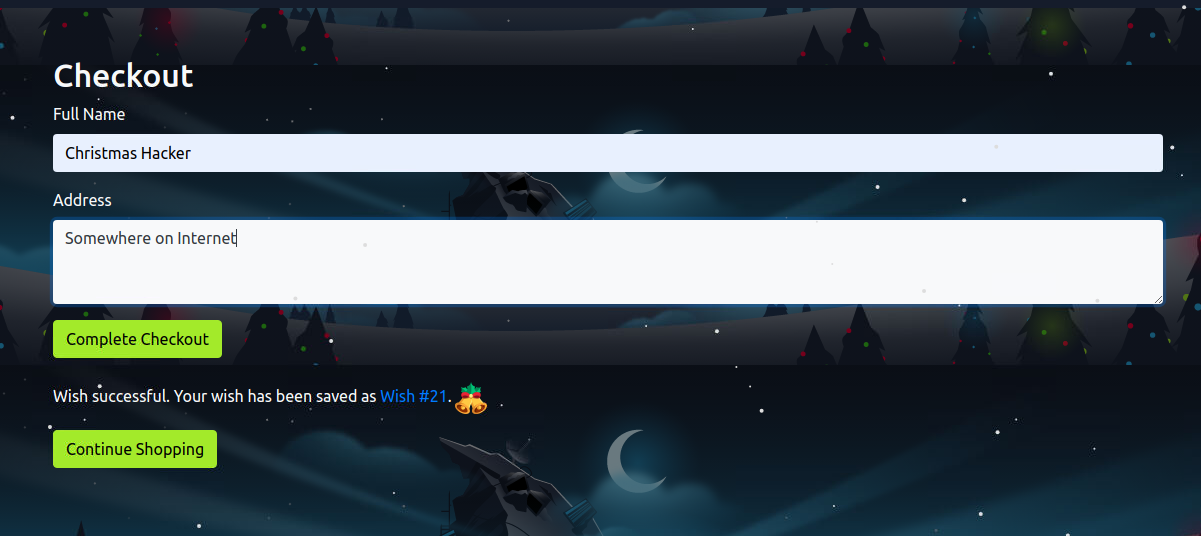 Checkout
Full Name
Christmas Hacker
Address
Somewhere on Internet
Complete Checkout
Wish successful. Your wish has been saved as Wish #21.
Continue Shopping